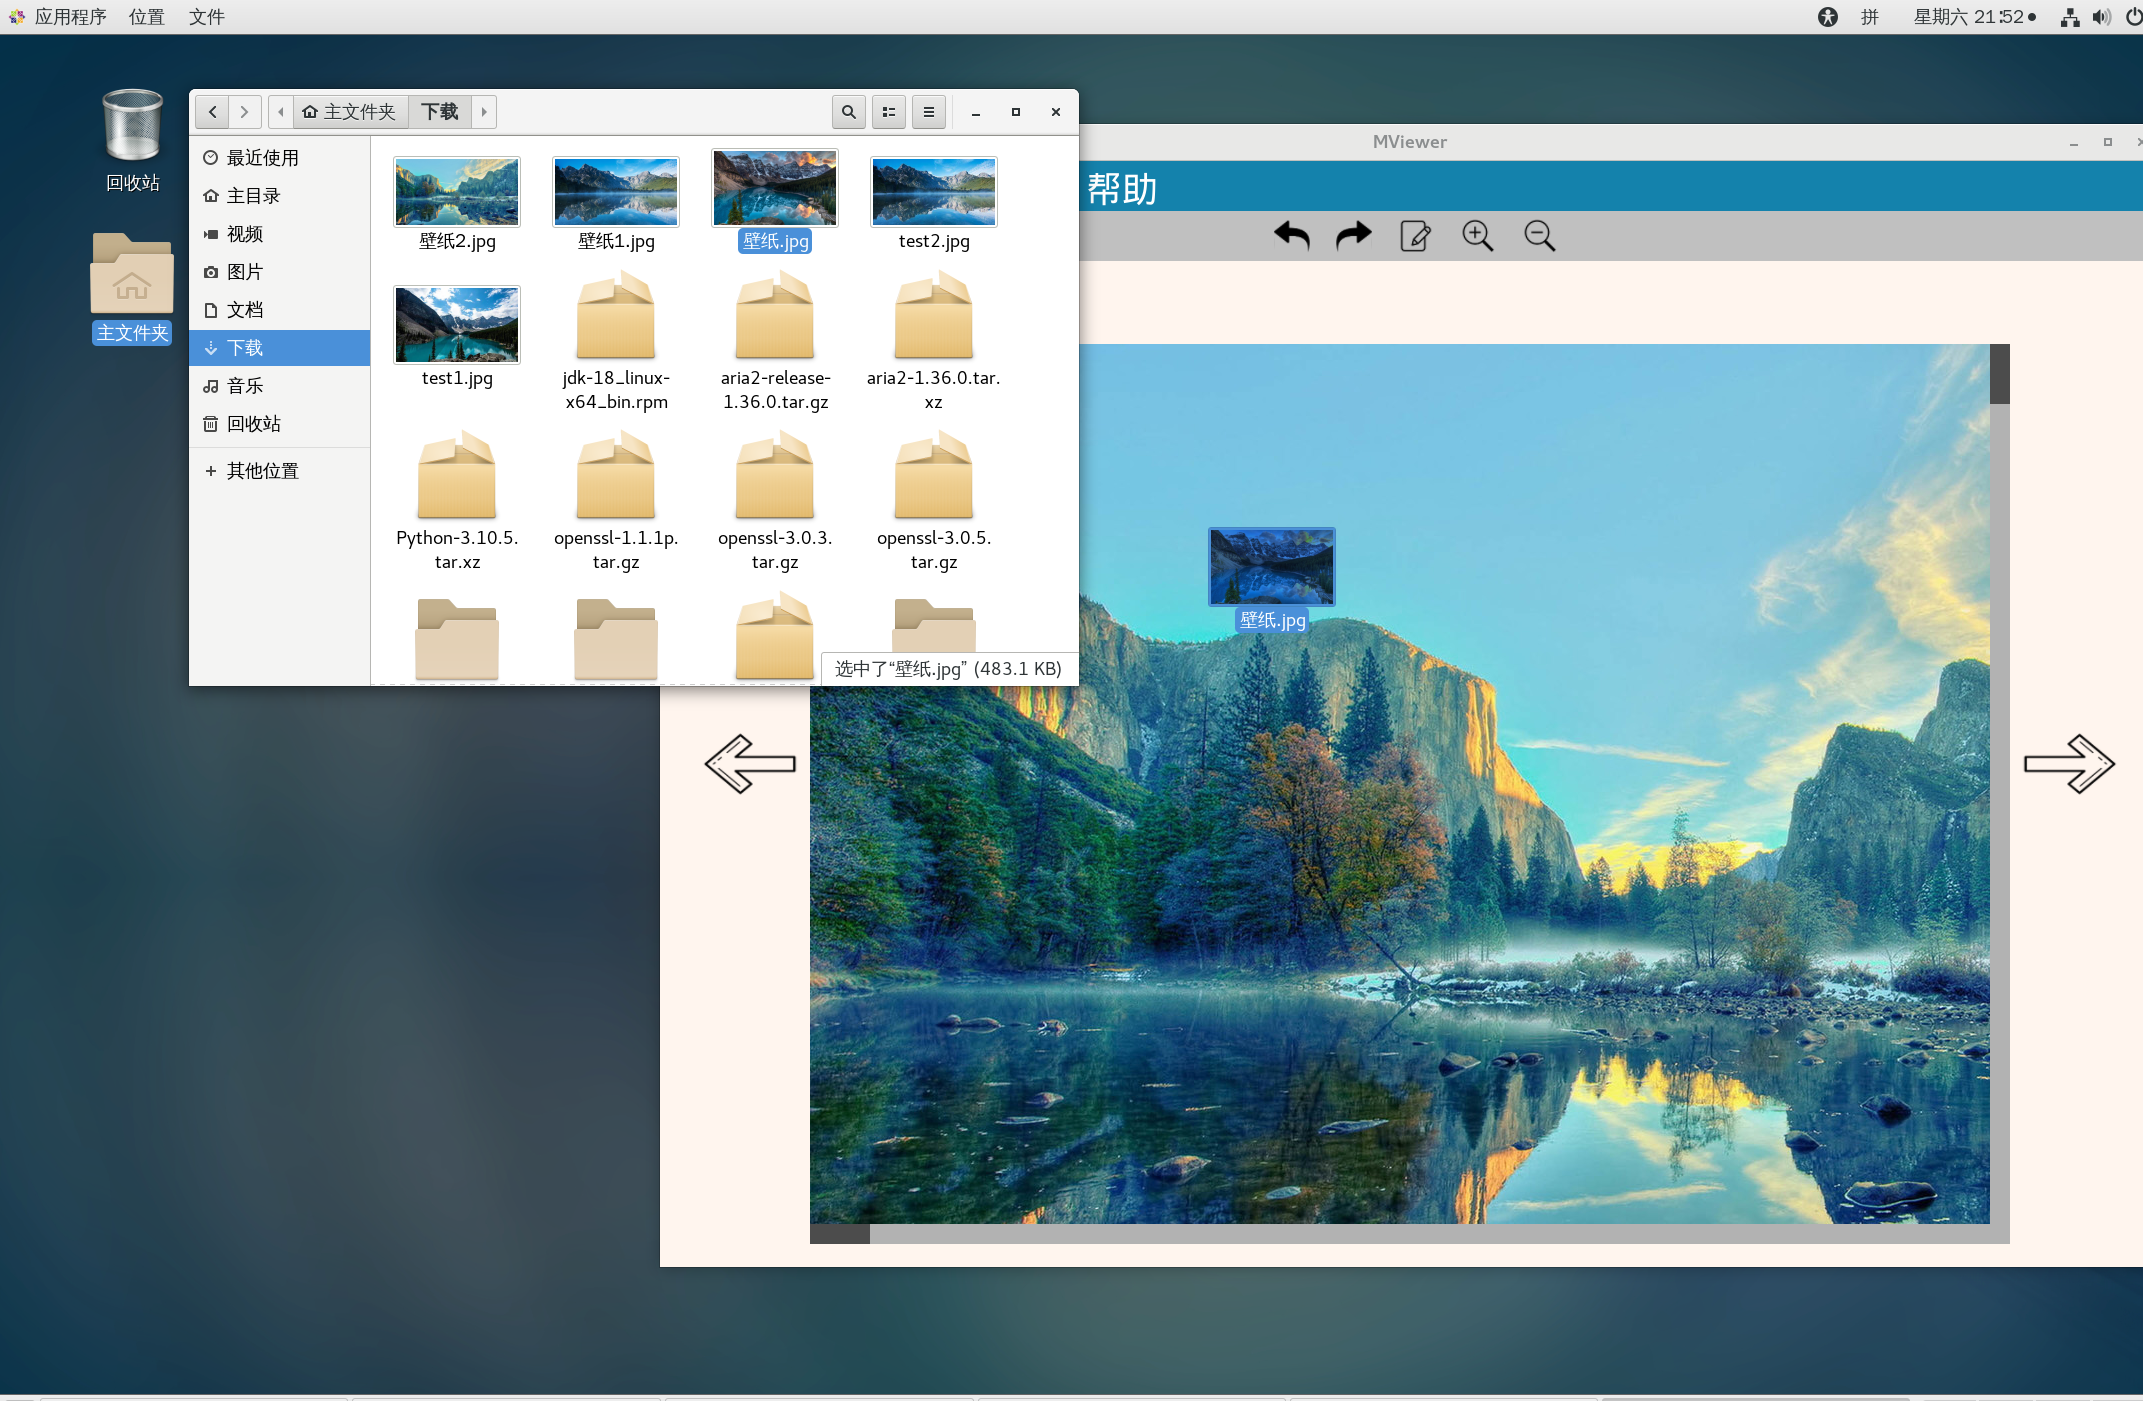 应用程序 位置 文件 拼 星期六 21:52
回收站
主文件夹
主文件夹 下载
最近使用
主目录
视频
图片
文档
下载
音乐
回收站
其他位置
壁纸2.jpg 壁纸1.jpg 壁纸.jpg test2.jpg
test1.jpg jdk-18_linux- aria2-release- aria2-1.36.0.tar.
x64_bin.rpm 1.36.0.tar.gz xz
Python-3.10.5. openssl-1.1.1p. openssl-3.0.3. openssl-3.0.5.
tar.xz tar.gz tar.gz tar.gz
选中了“壁纸.jpg” (483.1 KB)
MViewer
帮助
壁纸.jpg